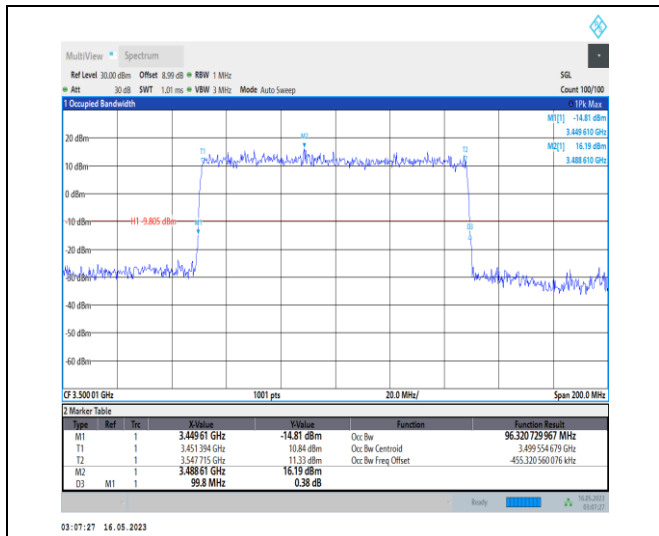 MultiView Spectrum
Ref Level 30.00 dBm Offset 8.99 dB RBW 1 MHz SGL
Att 30 dB SWT 1.01 ms VBW 3 MHz Mode Auto Sweep Count 100/100
1 Occupied Bandwidth 1Pk Max
M1[1] -14.81 dBm
3.449 610 GHz
M2[1] 16.19 dBm
3.488 610 GHz
20 dBm
M2
T1
T2
10 dBm
0 dBm
-10 dBm
H1 -9.805 dBm
M1
D3
-20 dBm
-30 dBm
-40 dBm
-50 dBm
-60 dBm
CF 3.500 01 GHz 1001 pts 20.0 MHz/ Span 200.0 MHz
2 Marker Table
Type Ref Trc X-Value Y-Value Function Function Result
M1 1 3.449 61 GHz -14.81 dBm Occ Bw 96.320 729 967 MHz
T1 1 3.451 394 GHz 10.84 dBm Occ Bw Centroid 3.499 554 679 GHz
T2 1 3.547 715 GHz 11.33 dBm Occ Bw Freq Offset -455.320 560 076 kHz
M2 1 3.488 61 GHz 16.19 dBm
D3 M1 1 99.8 MHz 0.38 dB
Ready 16.05.2023
03:07:27
03:07:27 16.05.2023